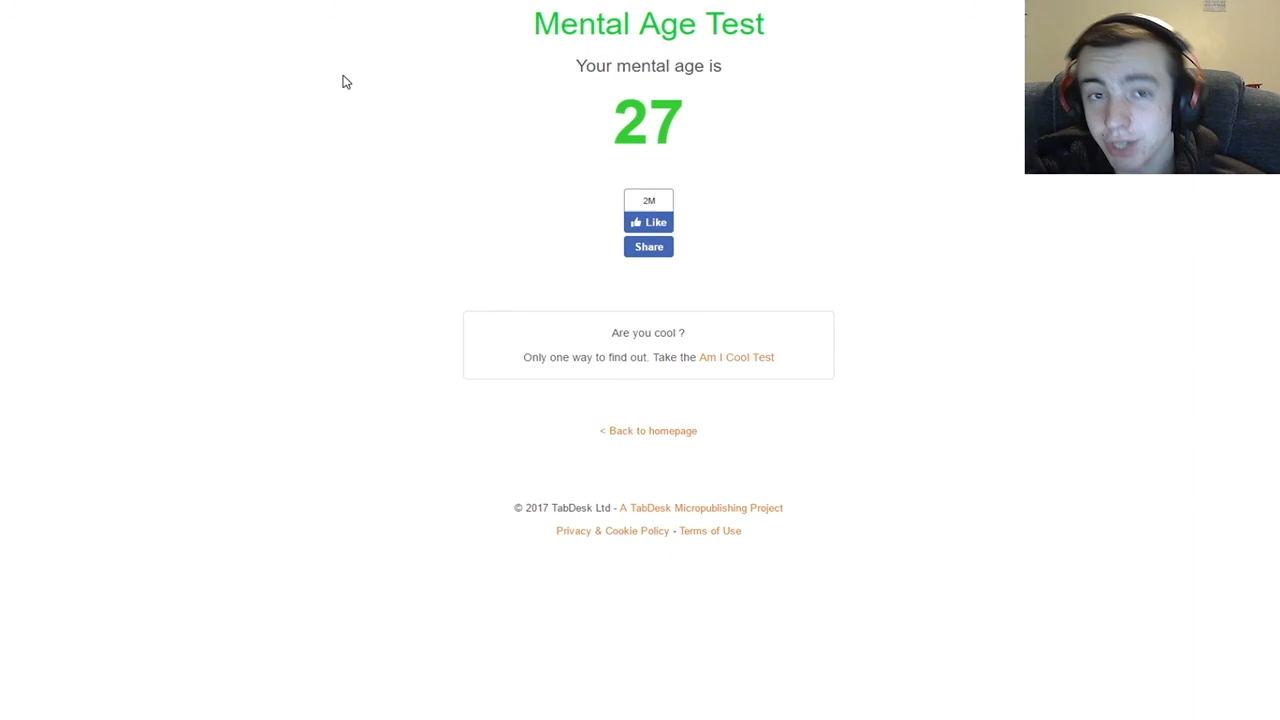 Mental Age Test
Your mental age is
27
2M
Like
Share
Are you cool ?
Only one way to find out. Take the Am I Cool Test
< Back to homepage
© 2017 TabDesk Ltd - A TabDesk Micropublishing Project
Privacy & Cookie Policy - Terms of Use